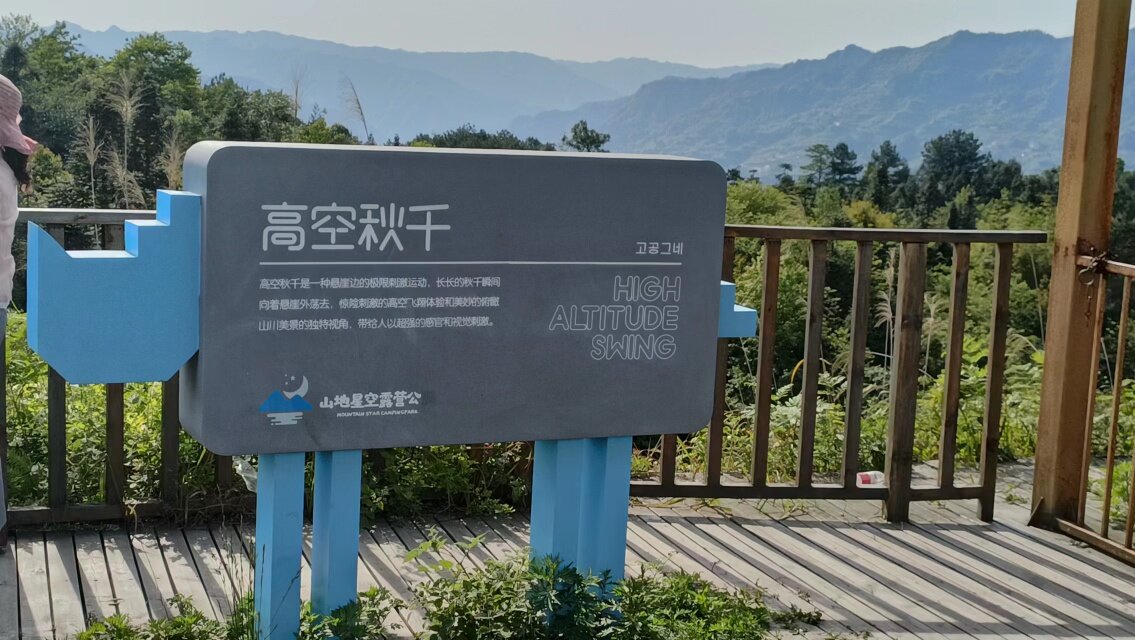 高空秋千
고공그네
高空秋千是一种悬崖边的极限刺激运动，长长的秋千瞬间
向着悬崖外荡去，惊险刺激的高空飞翔体验和美妙的俯瞰
山川美景的独特视角，带给人以超强的感官和视觉刺激。
HIGH
ALTITUDE
SWING
山地星空露营公
MOUNTAIN STAR CAMPING PARK